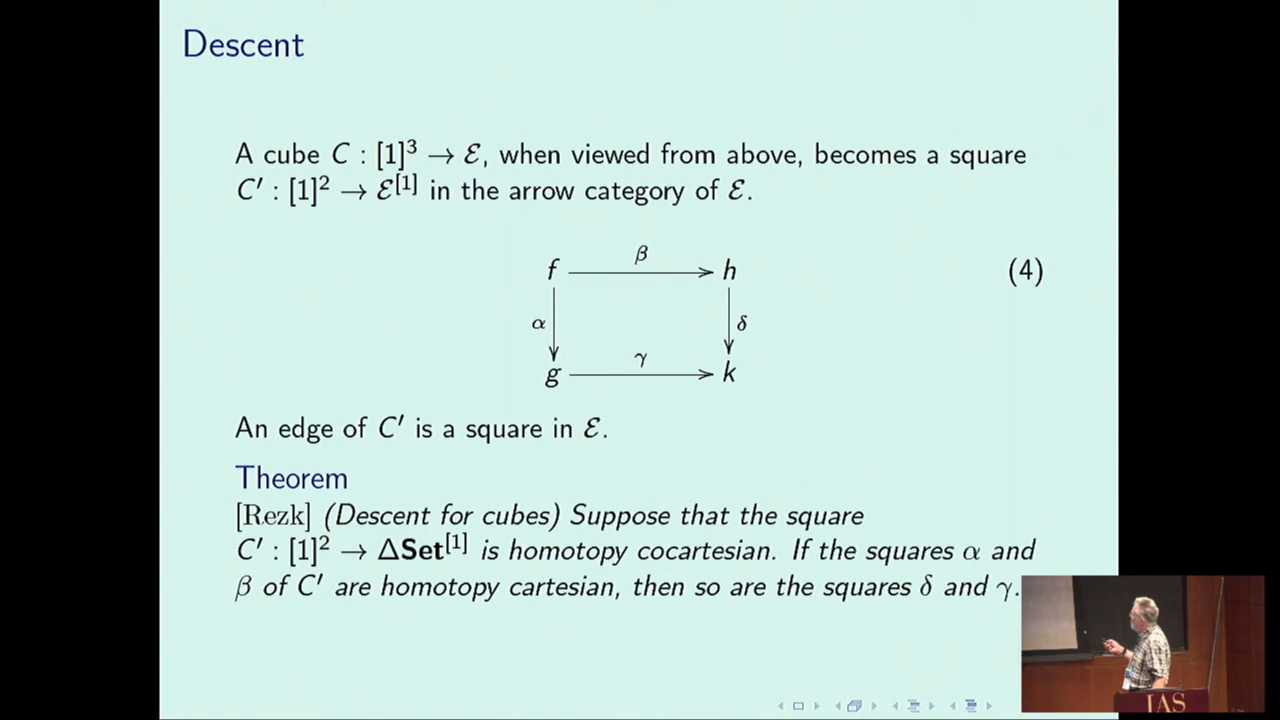 Descent
A cube C : [1]³ → ℰ, when viewed from above, becomes a square
C′ : [1]² → ℰ^[1] in the arrow category of ℰ.
β
f h (4)
α δ
γ
g k
An edge of C′ is a square in ℰ.
Theorem
[Rezk] (Descent for cubes) Suppose that the square
C′ : [1]² → ΔSet^[1] is homotopy cocartesian. If the squares α and
β of C′ are homotopy cartesian, then so are the squares δ and γ.
IAS